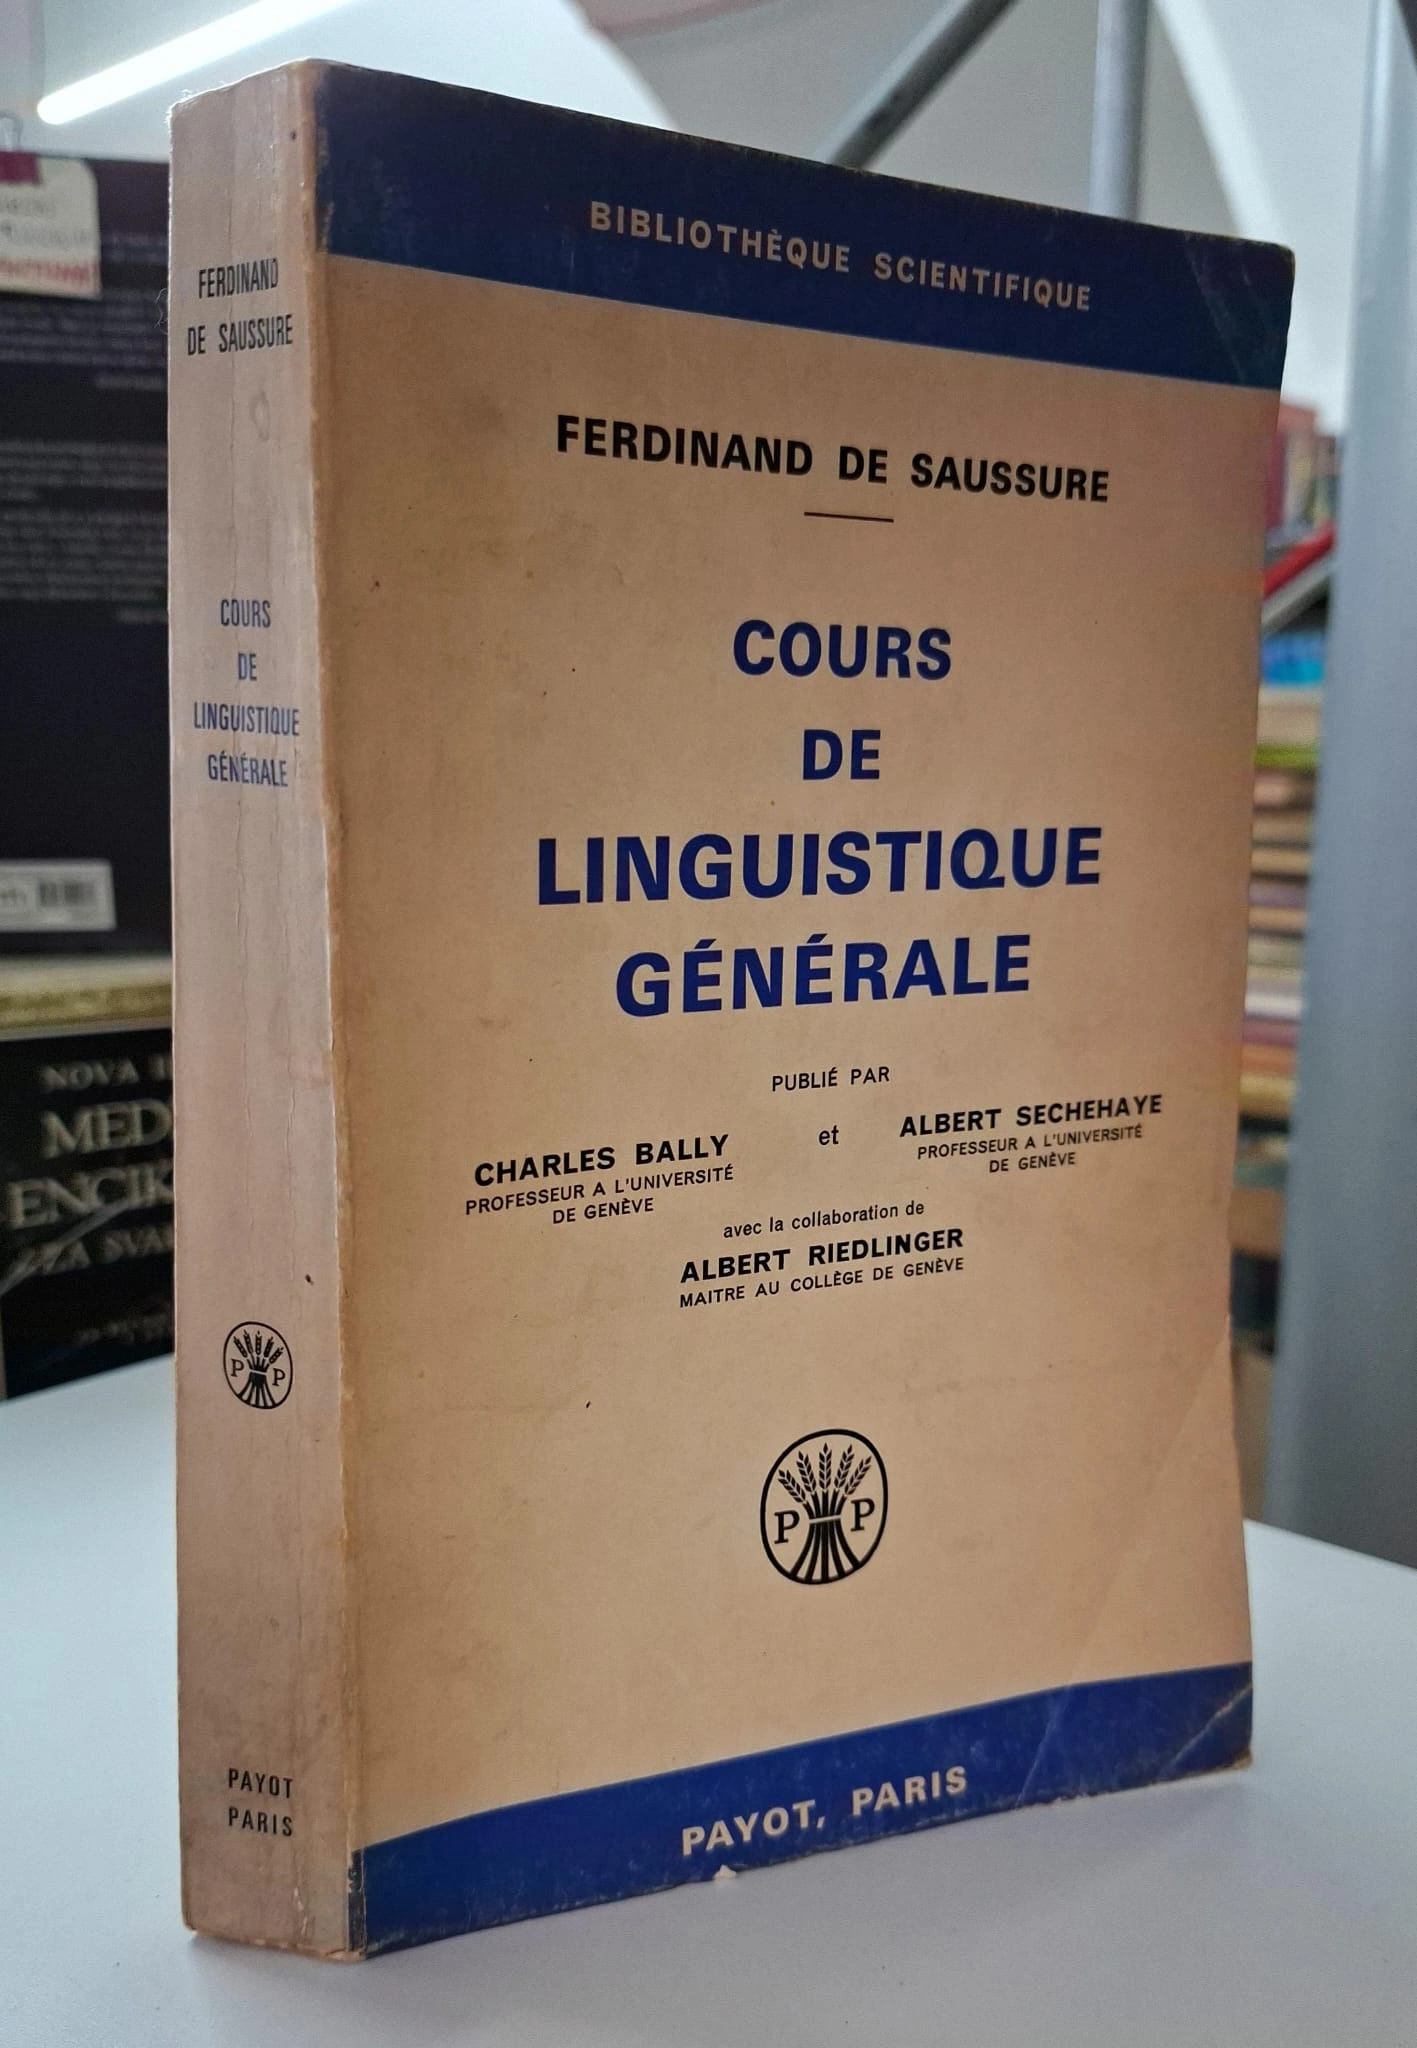 BIBLIOTHÈQUE SCIENTIFIQUE
FERDINAND DE SAUSSURE
COURS
DE
LINGUISTIQUE
GÉNÉRALE
PUBLIÉ PAR
CHARLES BALLY
PROFESSEUR A L'UNIVERSITÉ
DE GENÈVE
et
ALBERT SECHEHAYE
PROFESSEUR A L'UNIVERSITÉ
DE GENÈVE
avec la collaboration de
ALBERT RIEDLINGER
MAITRE AU COLLÈGE DE GENÈVE
P P
PAYOT, PARIS
FERDINAND
DE SAUSSURE
COURS
DE
LINGUISTIQUE
GÉNÉRALE
P P
PAYOT
PARIS
NOVA